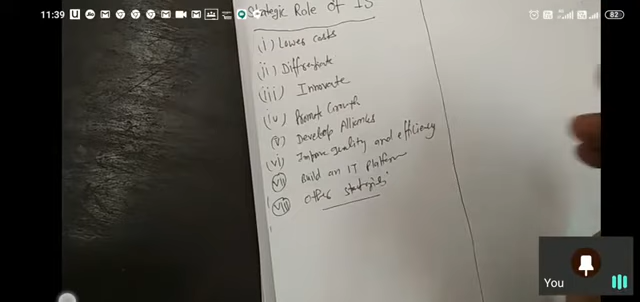 11:39
82
Strategic Role of IS
(i) Lower costs
(ii) Differentiate
(iii) Innovate
(iv) Promote Growth
(v) Develop Alliances
(vi) Improve quality and efficiency
(vii) Build an IT Platform
(viii) Other strategies
You